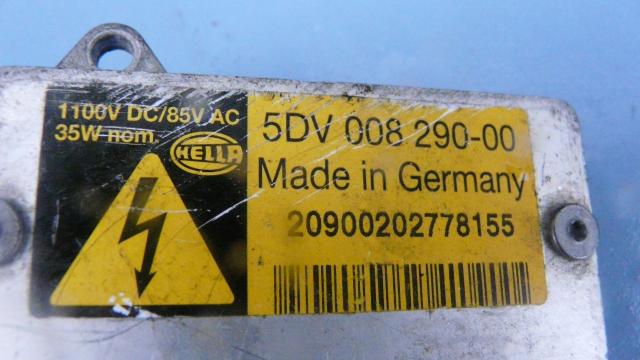 1100V DC/85V AC
35W nom.
HELLA
5DV 008 290-00
Made in Germany
20900202778155